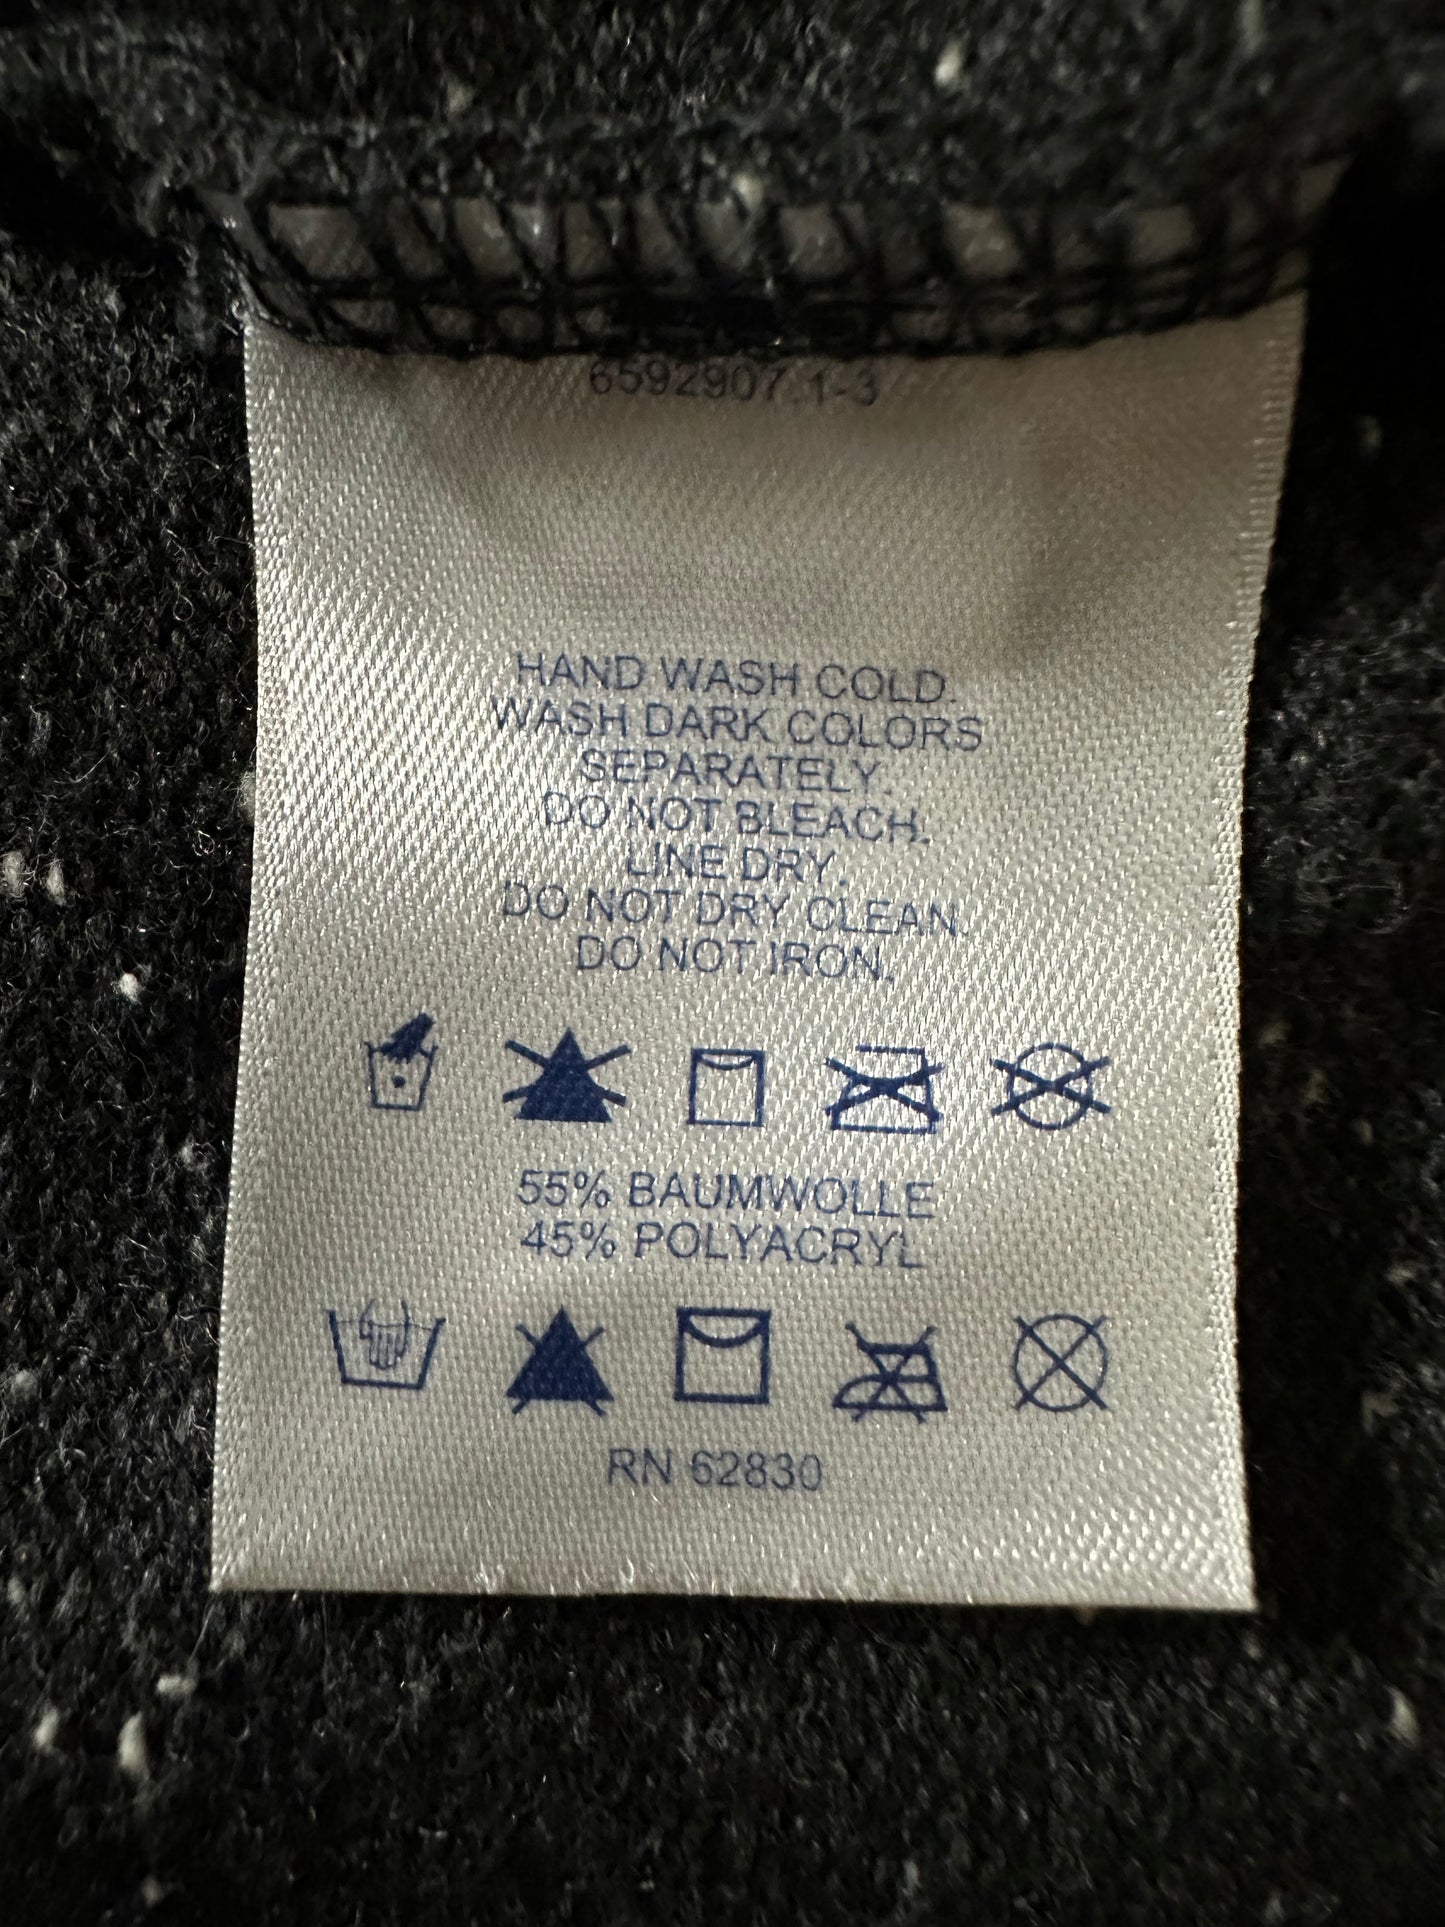 6592907.1-3
HAND WASH COLD.
WASH DARK COLORS
SEPARATELY.
DO NOT BLEACH.
LINE DRY.
DO NOT DRY CLEAN.
DO NOT IRON.
55% BAUMWOLLE
45% POLYACRYL
RN 62830